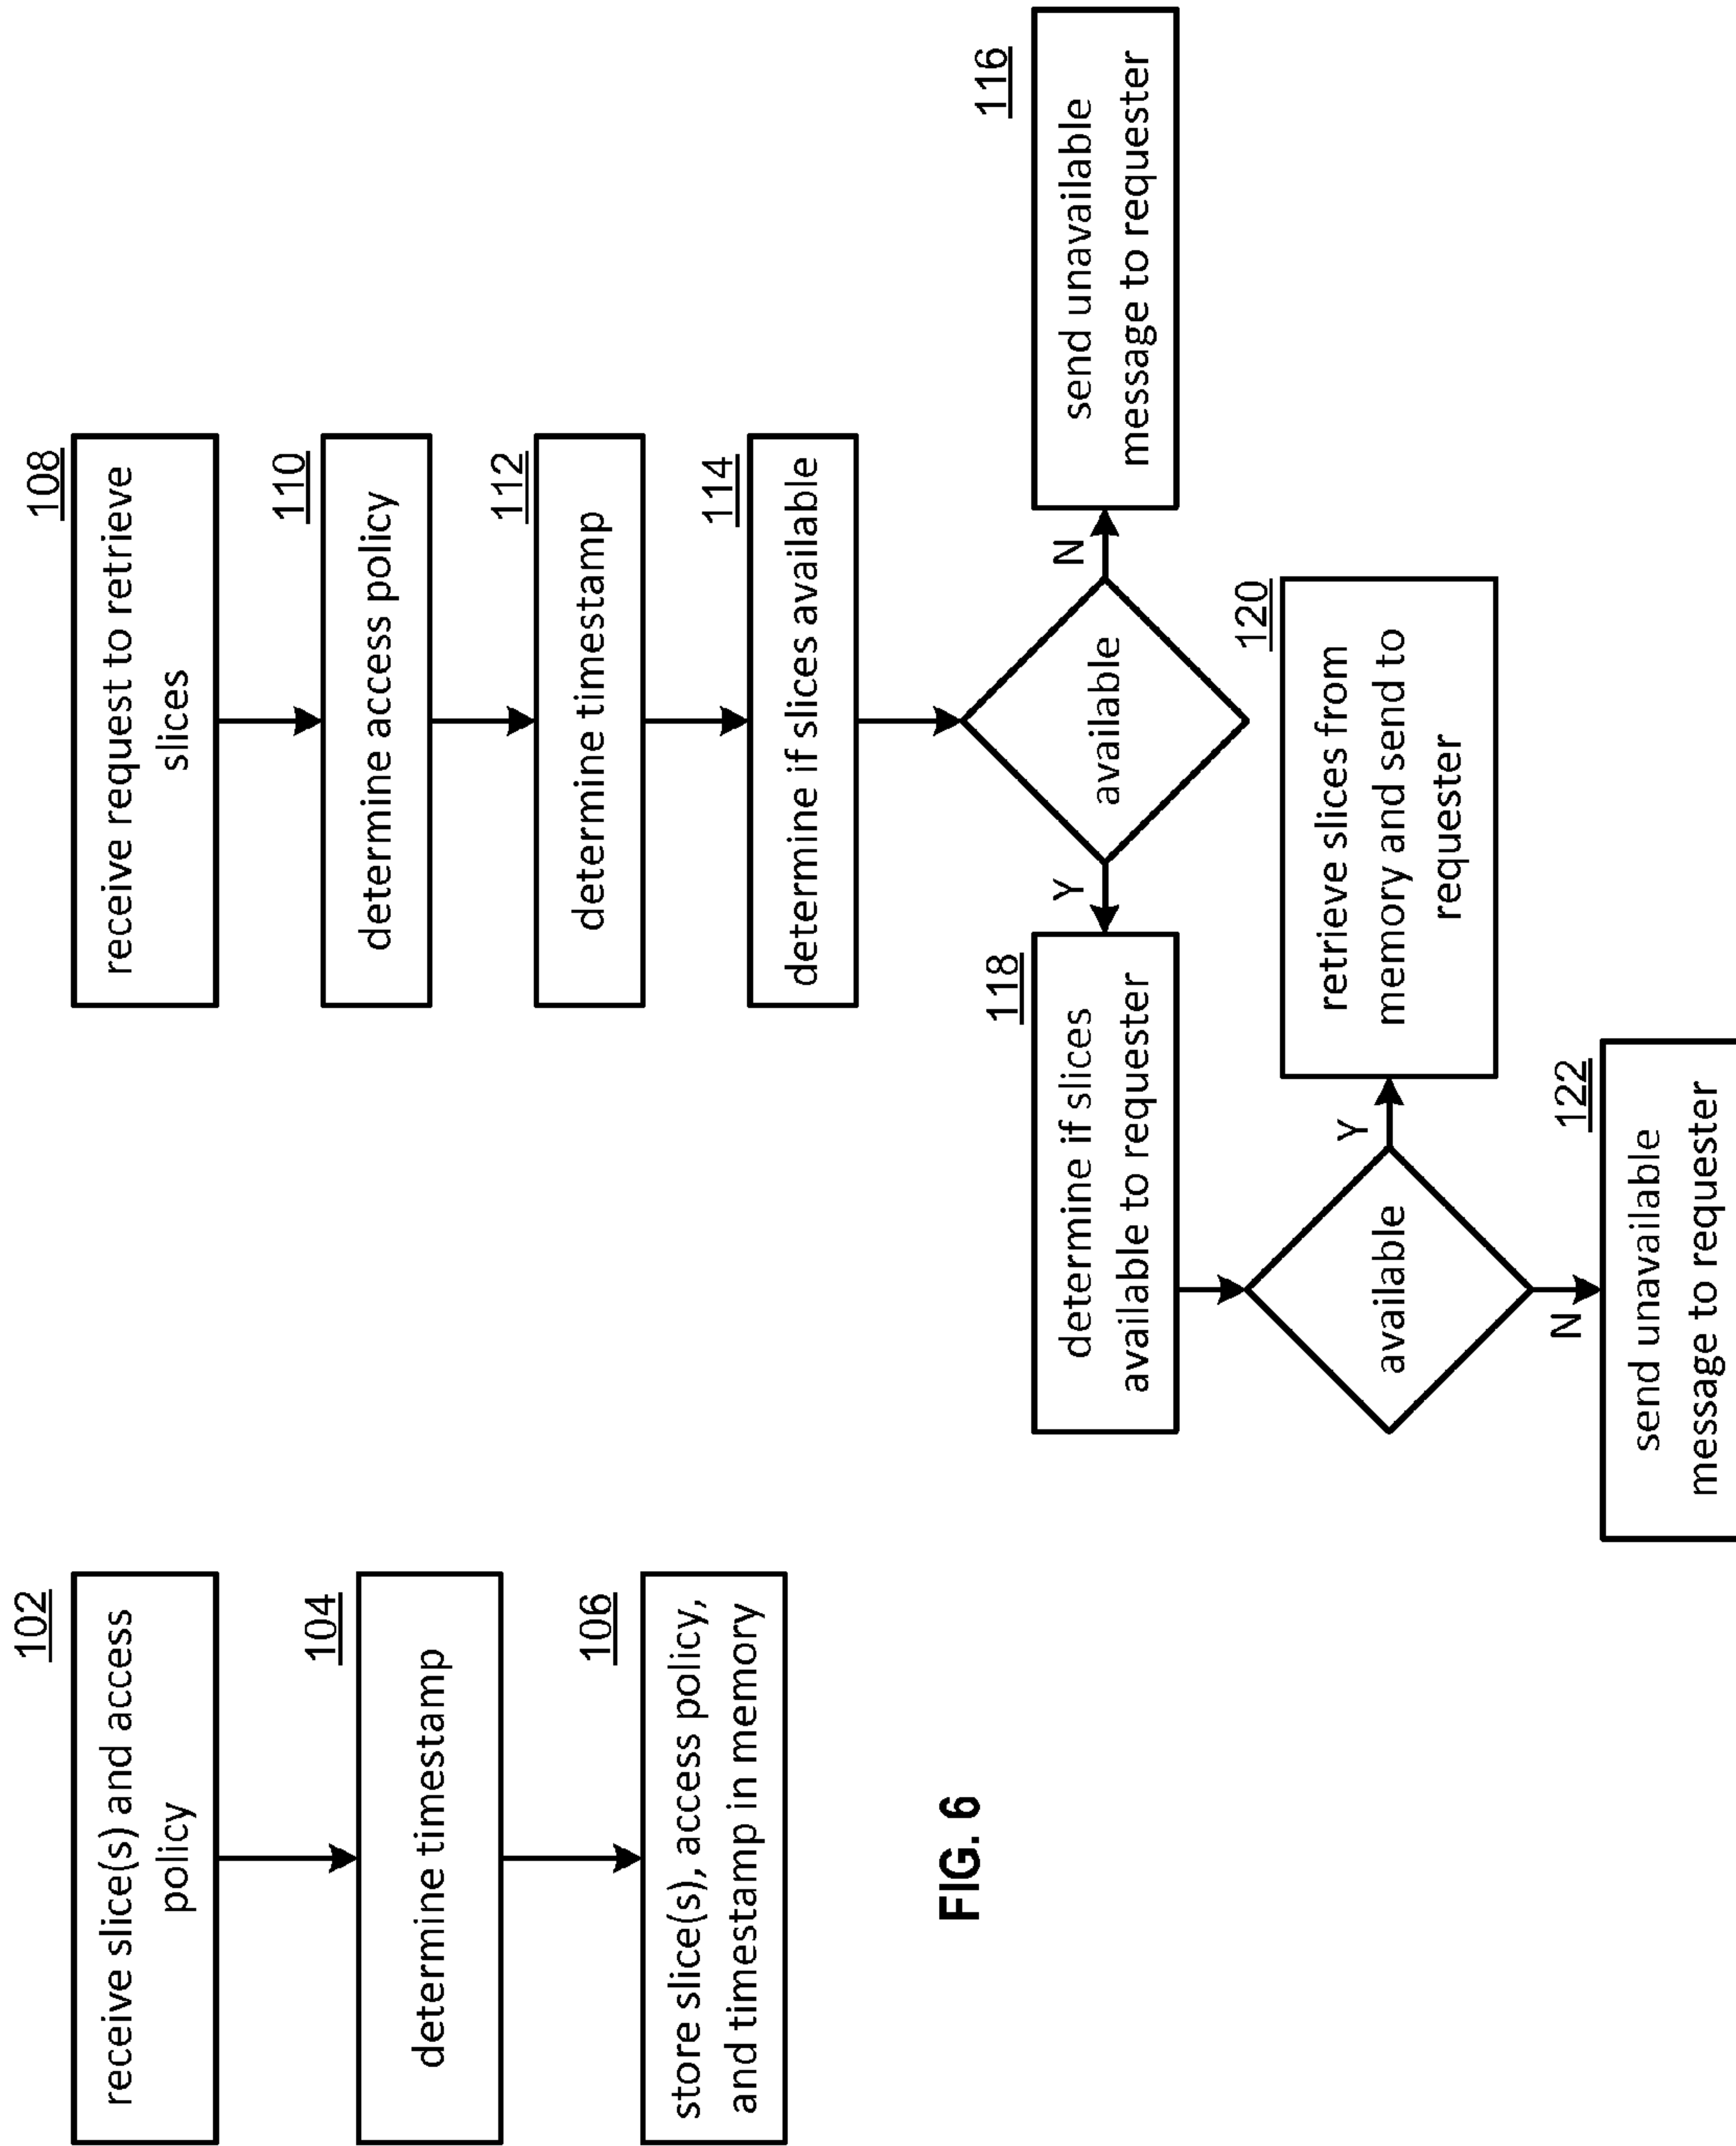 102
receive slice(s) and access
policy
104
determine timestamp
106
store slice(s), access policy,
and timestamp in memory
FIG. 6
108
receive request to retrieve
slices
110
determine access policy
112
determine timestamp
114
determine if slices available
available
N
116
send unavailable
message to requester
Y
118
determine if slices
available to requester
available
Y
120
retrieve slices from
memory and send to
requester
N
122
send unavailable
message to requester